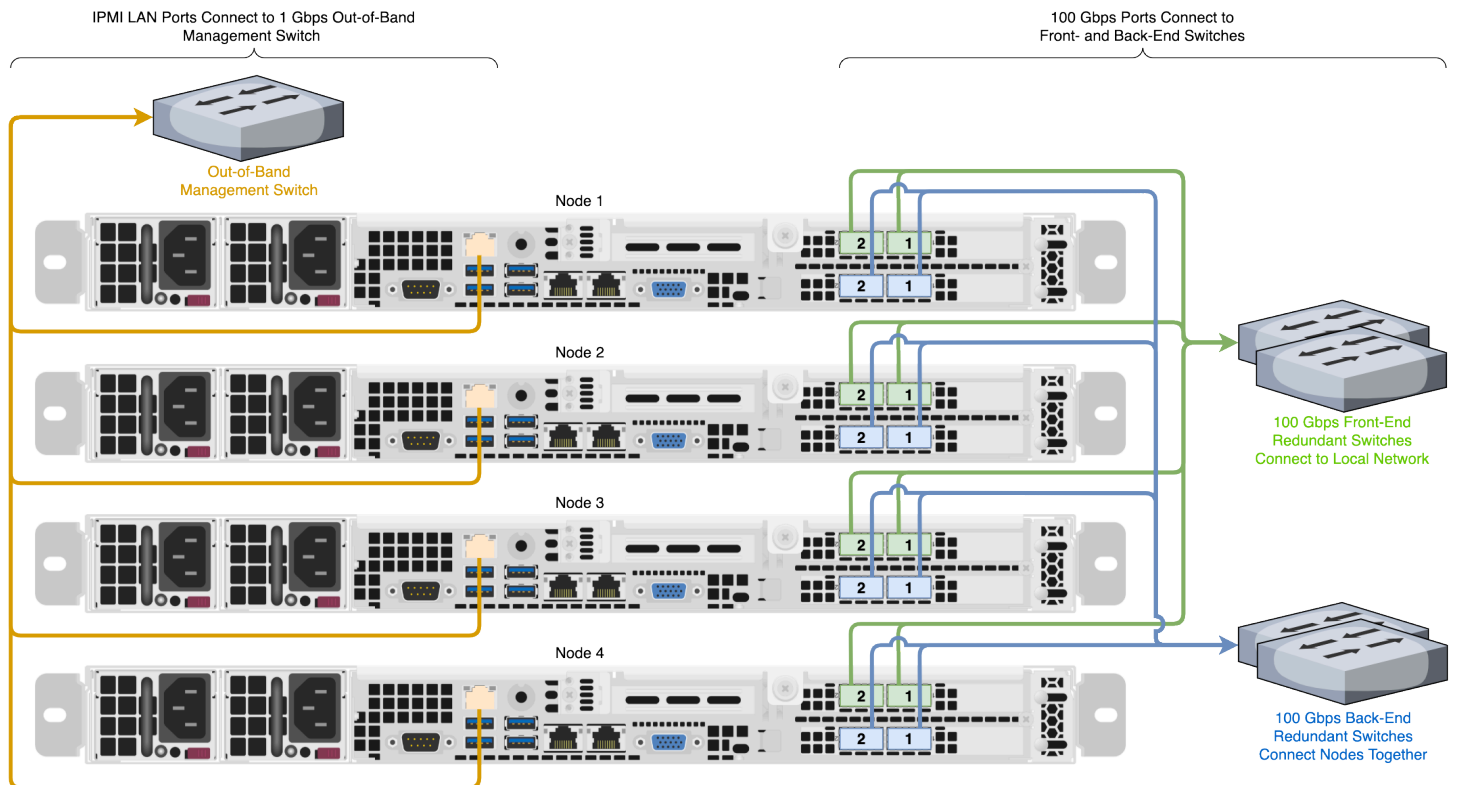 IPMI LAN Ports Connect to 1 Gbps Out-of-Band
Management Switch
100 Gbps Ports Connect to
Front- and Back-End Switches
Out-of-Band
Management Switch
Node 1
2 1
2 1
Node 2
2 1
2 1
100 Gbps Front-End
Redundant Switches
Connect to Local Network
Node 3
2 1
2 1
Node 4
2 1
2 1
100 Gbps Back-End
Redundant Switches
Connect Nodes Together